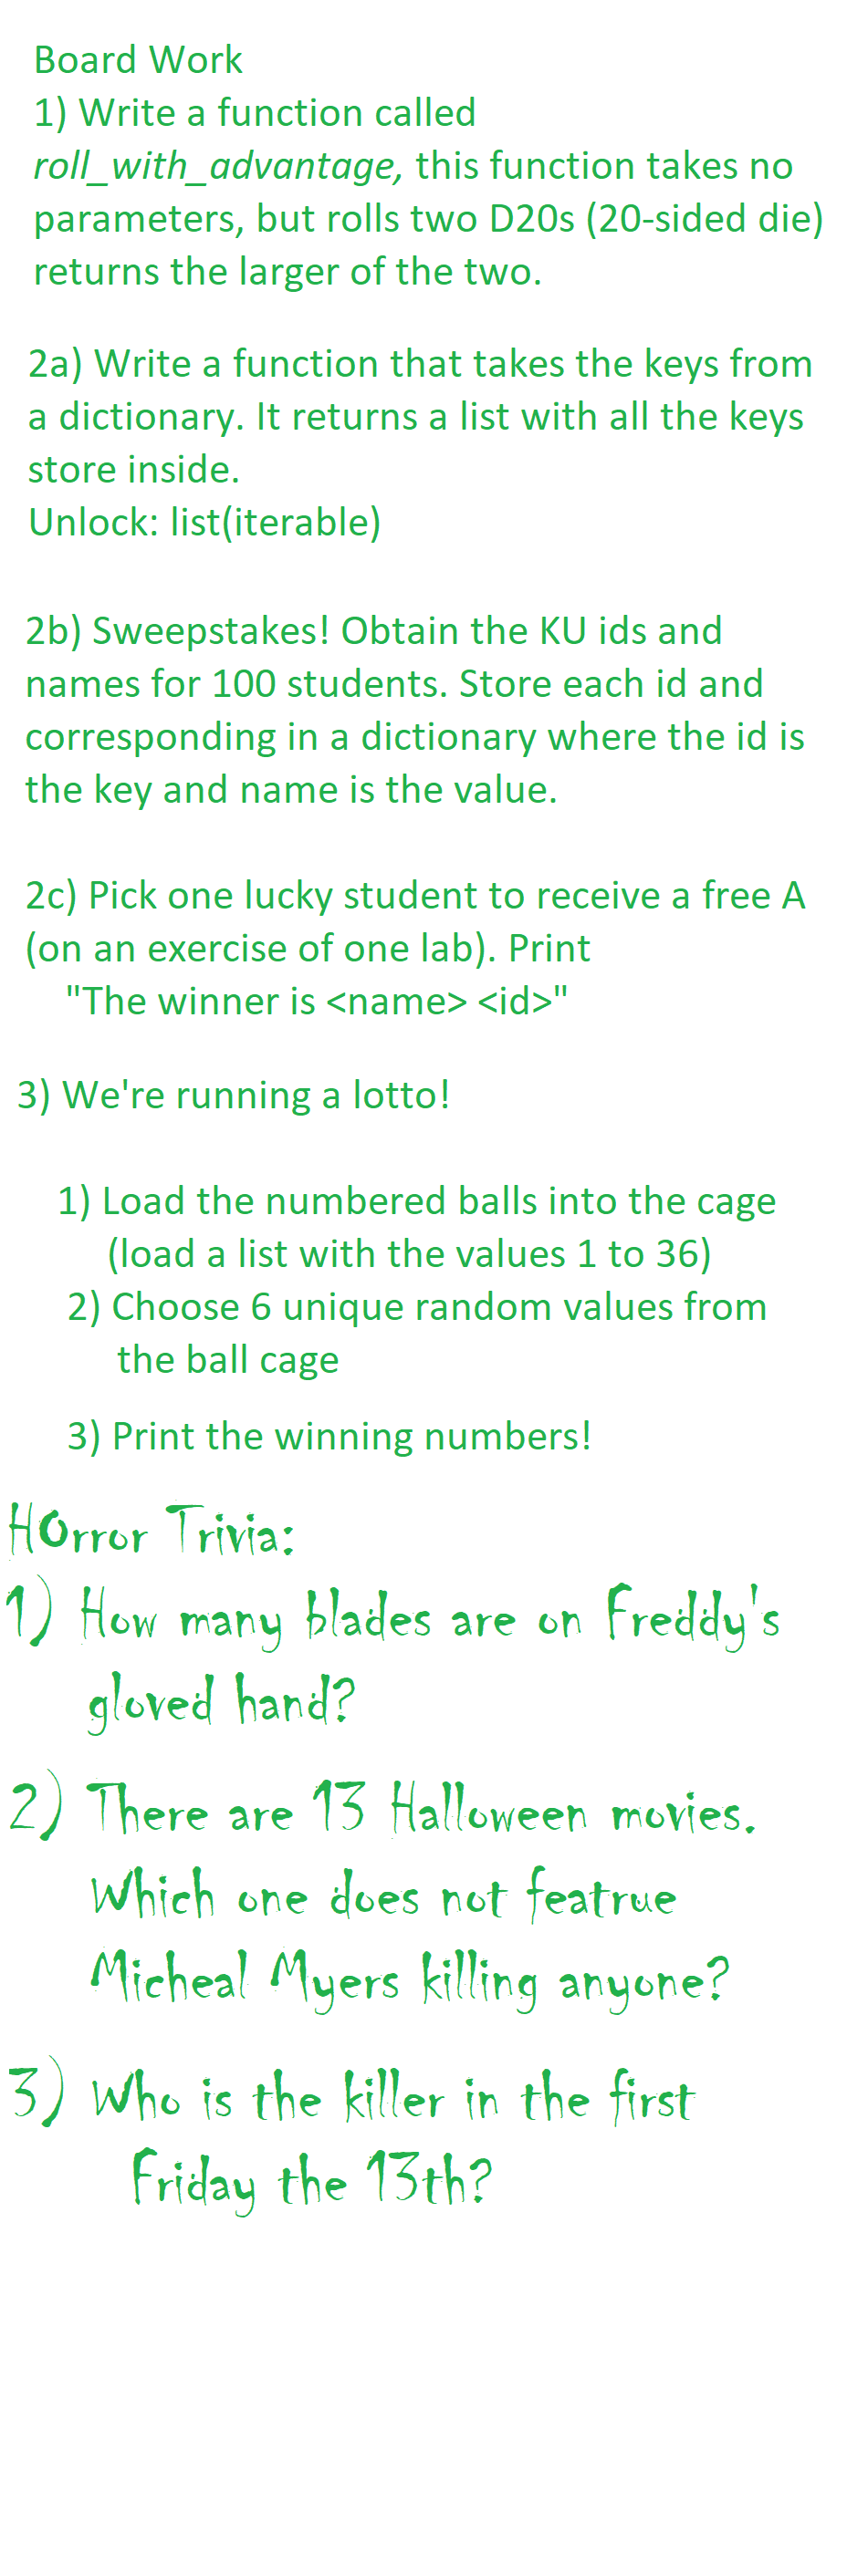 Board Work
1) Write a function called
roll_with_advantage, this function takes no
parameters, but rolls two D20s (20-sided die)
returns the larger of the two.
2a) Write a function that takes the keys from
a dictionary. It returns a list with all the keys
store inside.
Unlock: list(iterable)
2b) Sweepstakes! Obtain the KU ids and
names for 100 students. Store each id and
corresponding in a dictionary where the id is
the key and name is the value.
2c) Pick one lucky student to receive a free A
(on an exercise of one lab). Print
"The winner is <name> <id>"
3) We're running a lotto!
1) Load the numbered balls into the cage
(load a list with the values 1 to 36)
2) Choose 6 unique random values from
the ball cage
3) Print the winning numbers!
HOrror Trivia:
1) How many blades are on Freddy's
gloved hand?
2) There are 13 Halloween movies.
Which one does not featrue
Micheal Myers killing anyone?
3) Who is the killer in the first
Friday the 13th?